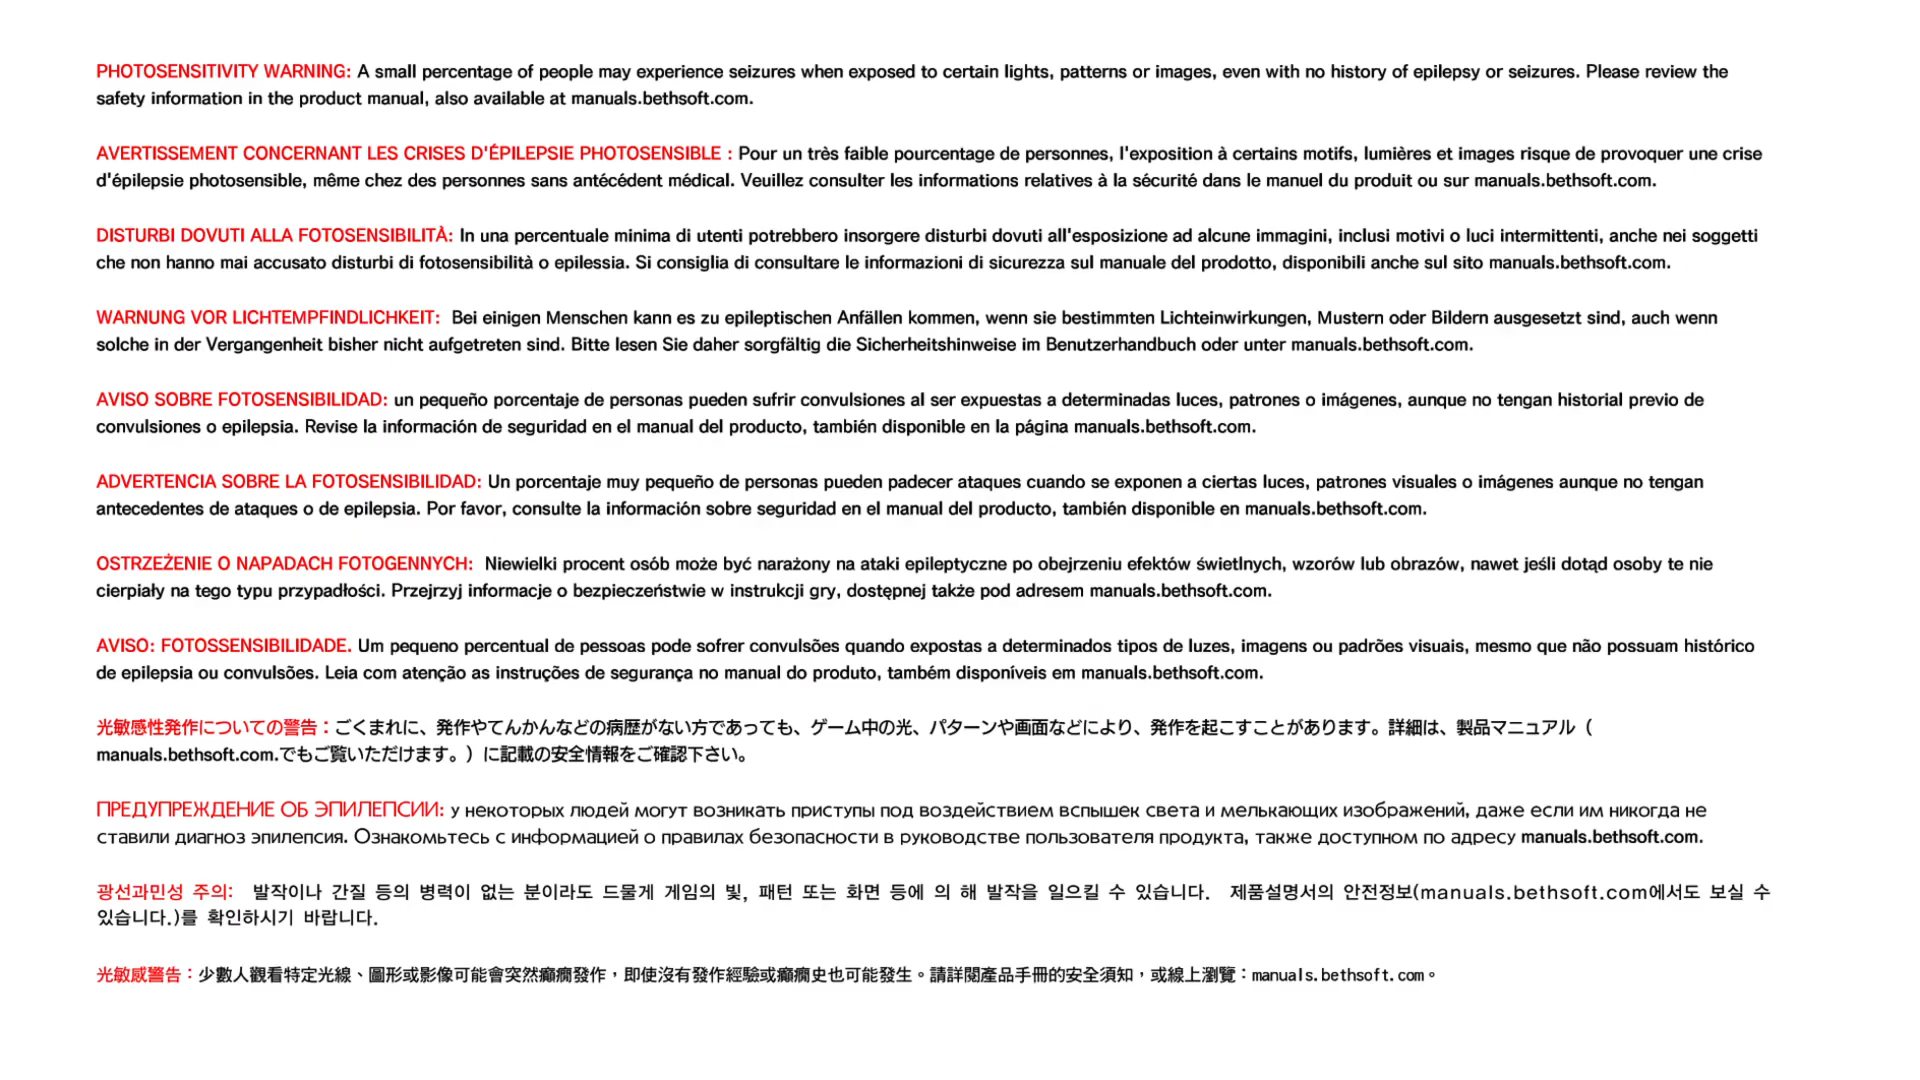 PHOTOSENSITIVITY WARNING: A small percentage of people may experience seizures when exposed to certain lights, patterns or images, even with no history of epilepsy or seizures. Please review the
safety information in the product manual, also available at manuals.bethsoft.com.
AVERTISSEMENT CONCERNANT LES CRISES D'ÉPILEPSIE PHOTOSENSIBLE : Pour un très faible pourcentage de personnes, l'exposition à certains motifs, lumières et images risque de provoquer une crise
d'épilepsie photosensible, même chez des personnes sans antécédent médical. Veuillez consulter les informations relatives à la sécurité dans le manuel du produit ou sur manuals.bethsoft.com.
DISTURBI DOVUTI ALLA FOTOSENSIBILITÀ: In una percentuale minima di utenti potrebbero insorgere disturbi dovuti all'esposizione ad alcune immagini, inclusi motivi o luci intermittenti, anche nei soggetti
che non hanno mai accusato disturbi di fotosensibilità o epilessia. Si consiglia di consultare le informazioni di sicurezza sul manuale del prodotto, disponibili anche sul sito manuals.bethsoft.com.
WARNUNG VOR LICHTEMPFINDLICHKEIT: Bei einigen Menschen kann es zu epileptischen Anfällen kommen, wenn sie bestimmten Lichteinwirkungen, Mustern oder Bildern ausgesetzt sind, auch wenn
solche in der Vergangenheit bisher nicht aufgetreten sind. Bitte lesen Sie daher sorgfältig die Sicherheitshinweise im Benutzerhandbuch oder unter manuals.bethsoft.com.
AVISO SOBRE FOTOSENSIBILIDAD: un pequeño porcentaje de personas pueden sufrir convulsiones al ser expuestas a determinadas luces, patrones o imágenes, aunque no tengan historial previo de
convulsiones o epilepsia. Revise la información de seguridad en el manual del producto, también disponible en la página manuals.bethsoft.com.
ADVERTENCIA SOBRE LA FOTOSENSIBILIDAD: Un porcentaje muy pequeño de personas pueden padecer ataques cuando se exponen a ciertas luces, patrones visuales o imágenes aunque no tengan
antecedentes de ataques o de epilepsia. Por favor, consulte la información sobre seguridad en el manual del producto, también disponible en manuals.bethsoft.com.
OSTRZEŻENIE O NAPADACH FOTOGENNYCH: Niewielki procent osób może być narażony na ataki epileptyczne po obejrzeniu efektów świetlnych, wzorów lub obrazów, nawet jeśli dotąd osoby te nie
cierpiały na tego typu przypadłości. Przejrzyj informacje o bezpieczeństwie w instrukcji gry, dostępnej także pod adresem manuals.bethsoft.com.
AVISO: FOTOSSENSIBILIDADE. Um pequeno percentual de pessoas pode sofrer convulsões quando expostas a determinados tipos de luzes, imagens ou padrões visuais, mesmo que não possuam histórico
de epilepsia ou convulsões. Leia com atenção as instruções de segurança no manual do produto, também disponíveis em manuals.bethsoft.com.
光敏感性発作についての警告：ごくまれに、発作やてんかんなどの病歴がない方であっても、ゲーム中の光、パターンや画面などにより、発作を起こすことがあります。詳細は、製品マニュアル（
manuals.bethsoft.com.でもご覧いただけます。）に記載の安全情報をご確認下さい。
ПРЕДУПРЕЖДЕНИЕ ОБ ЭПИЛЕПСИИ: у некоторых людей могут возникать приступы под воздействием вспышек света и мелькающих изображений, даже если им никогда не
ставили диагноз эпилепсия. Ознакомьтесь с информацией о правилах безопасности в руководстве пользователя продукта, также доступном по адресу manuals.bethsoft.com.
광선과민성 주의: 발작이나 간질 등의 병력이 없는 분이라도 드물게 게임의 빛, 패턴 또는 화면 등에 의 해 발작을 일으킬 수 있습니다. 제품설명서의 안전정보(manuals.bethsoft.com에서도 보실 수
있습니다.)를 확인하시기 바랍니다.
光敏感警告：少數人觀看特定光線、圖形或影像可能會突然癲癇發作，即使沒有發作經驗或癲癇史也可能發生。請詳閱產品手冊的安全須知，或線上瀏覽：manuals.bethsoft.com。